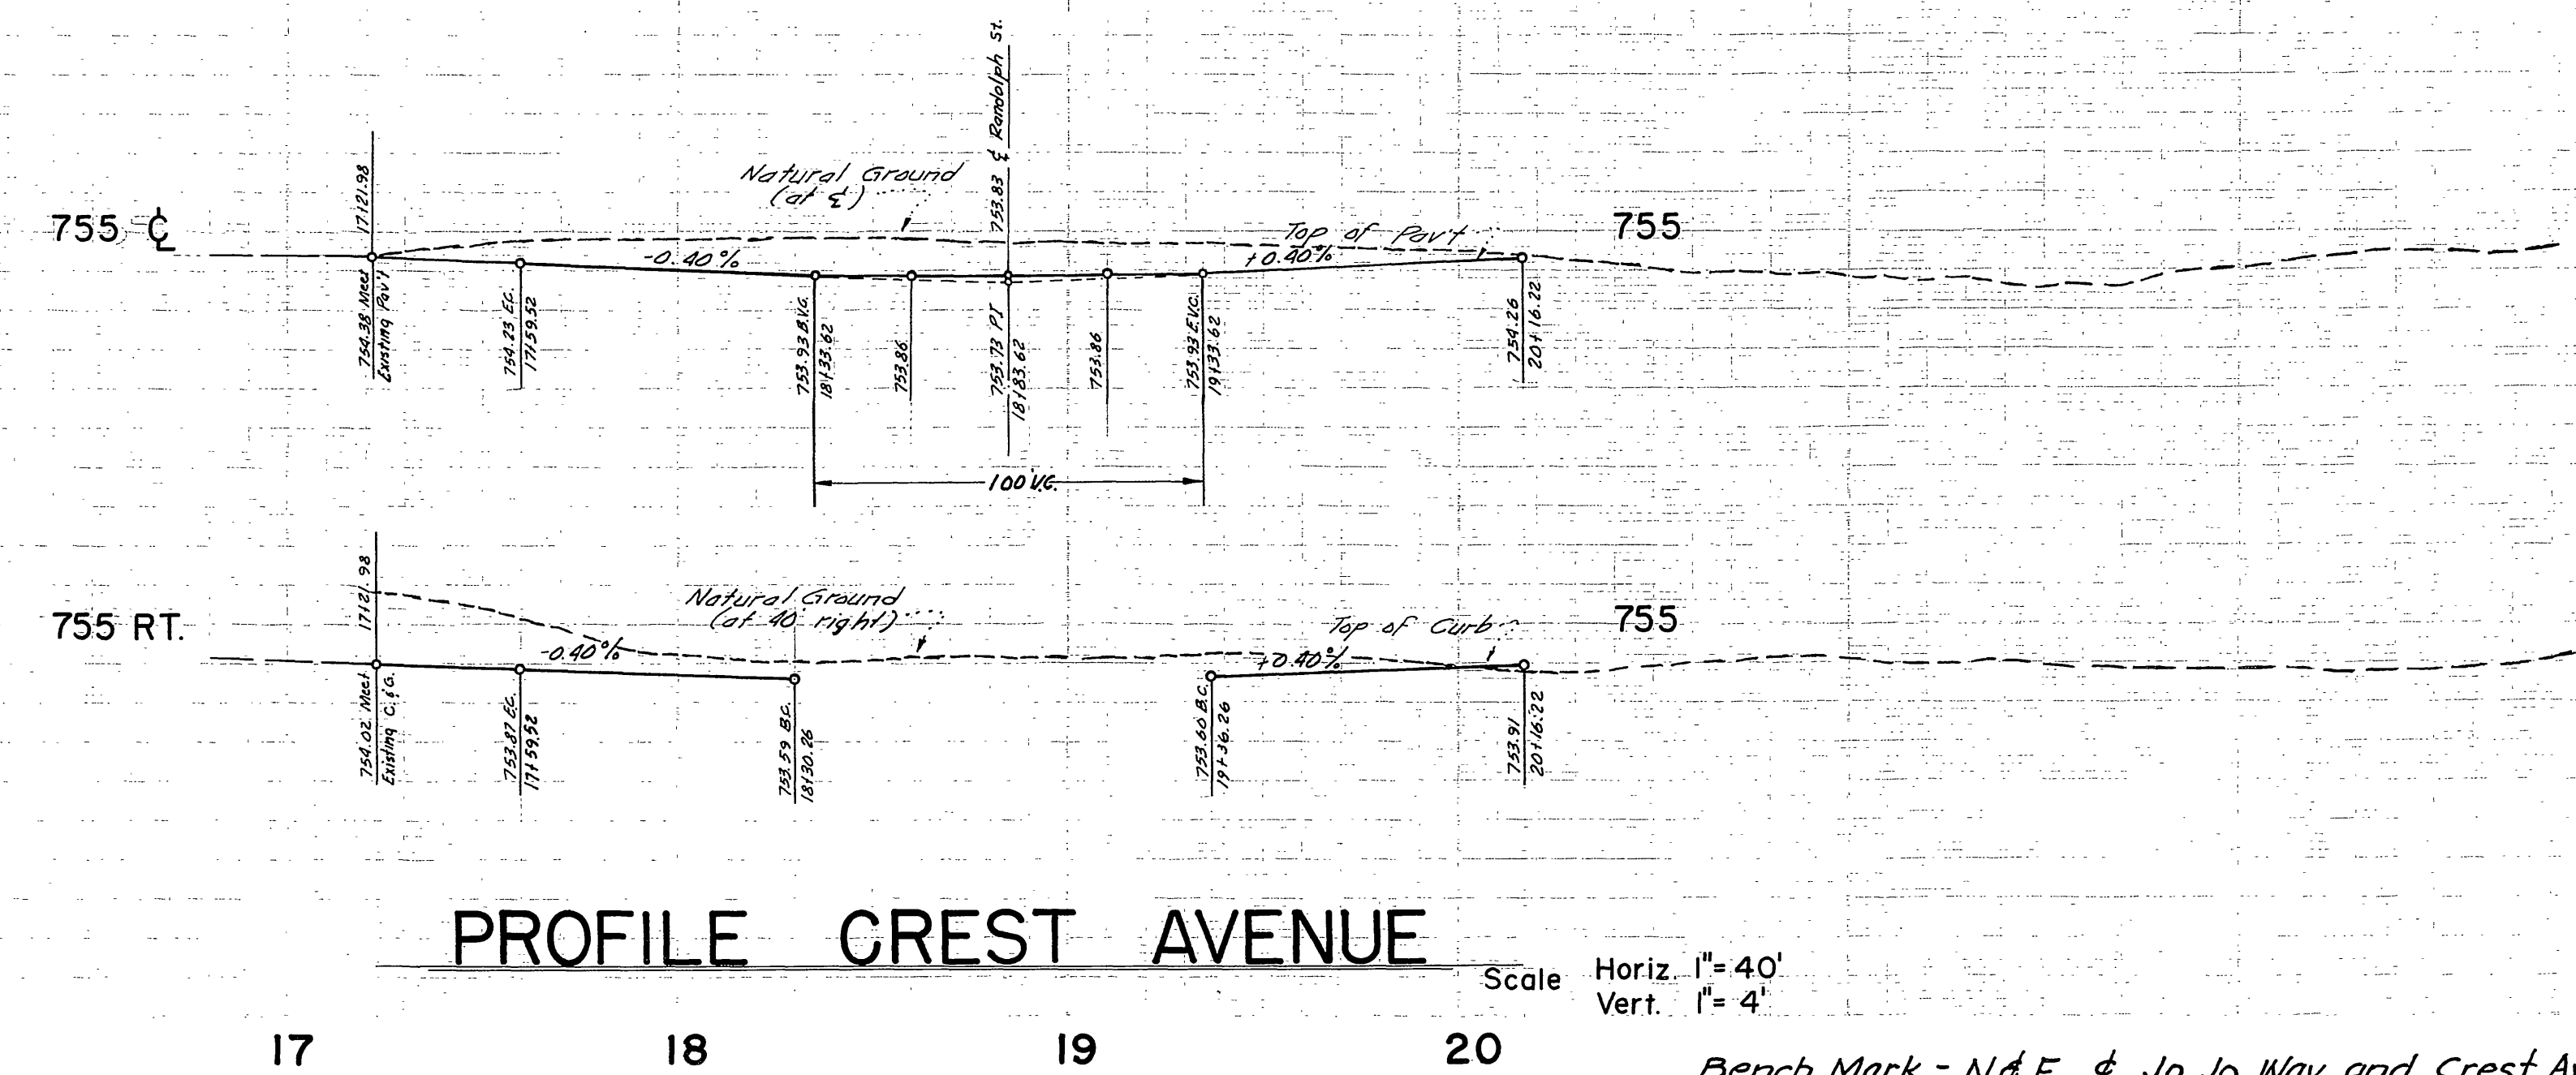 755 ℄
17+21.98
754.38 Meet
Existing Pav't
754.23 E.C.
17+59.52
-0.40%
Natural Ground
(at ℄)
753.93 B.V.C.
18+33.62
753.86
753.83 ℄ Randolph St.
753.73 PI
18+83.62
753.86
753.93 E.V.C.
19+33.62
100' V.C.
Top of Pav't
+0.40%
754.26
20+16.22
755
755 RT.
17+21.98
754.02 Meet
Existing C.&G.
753.87 E.C.
17+59.52
-0.40%
Natural Ground
(at 40' right)
753.59 B.C.
18+30.26
753.60 B.C.
19+36.26
+0.40%
Top of Curb
753.91
20+16.22
755
PROFILE CREST AVENUE
Scale Horiz. 1"=40'
Vert. 1"= 4'
17 18 19 20
Bench Mark - N&E ℄ Jo Jo Way and Crest